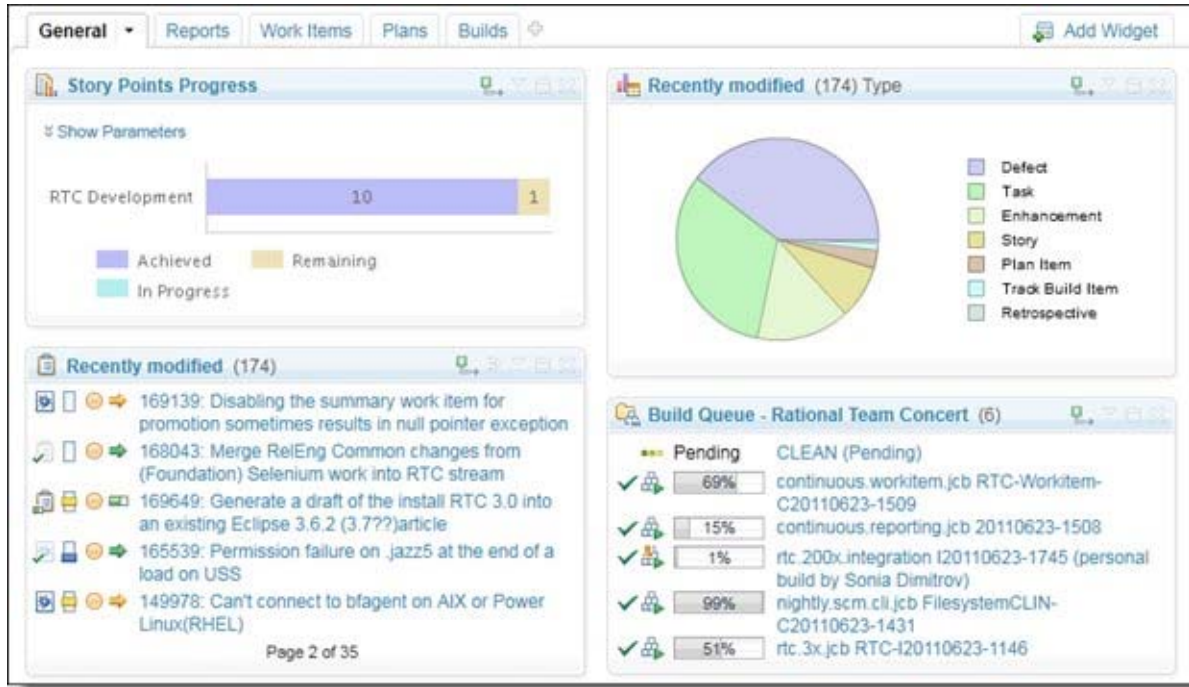 General Reports Work Items Plans Builds Add Widget
Story Points Progress
Show Parameters
RTC Development 10 1
Achieved Remaining
In Progress
Recently modified (174) Type
Defect
Task
Enhancement
Story
Plan Item
Track Build Item
Retrospective
Recently modified (174)
169139: Disabling the summary work item for
promotion sometimes results in null pointer exception
168043: Merge RelEng Common changes from
(Foundation) Selenium work into RTC stream
169649: Generate a draft of the install RTC 3.0 into
an existing Eclipse 3.6.2 (3.7??)article
165539: Permission failure on .jazz5 at the end of a
load on USS
149978: Can't connect to bfagent on AIX or Power
Linux(RHEL)
Page 2 of 35
Build Queue - Rational Team Concert (6)
Pending CLEAN (Pending)
69% continuous.workitem.jcb RTC-Workitem-
C20110623-1509
15% continuous.reporting.jcb 20110623-1508
1% rtc.200x.integration I20110623-1745 (personal
build by Sonia Dimitrov)
99% nightly.scm.cli.jcb FilesystemCLIN-
C20110623-1431
51% rtc.3x.jcb RTC-I20110623-1146